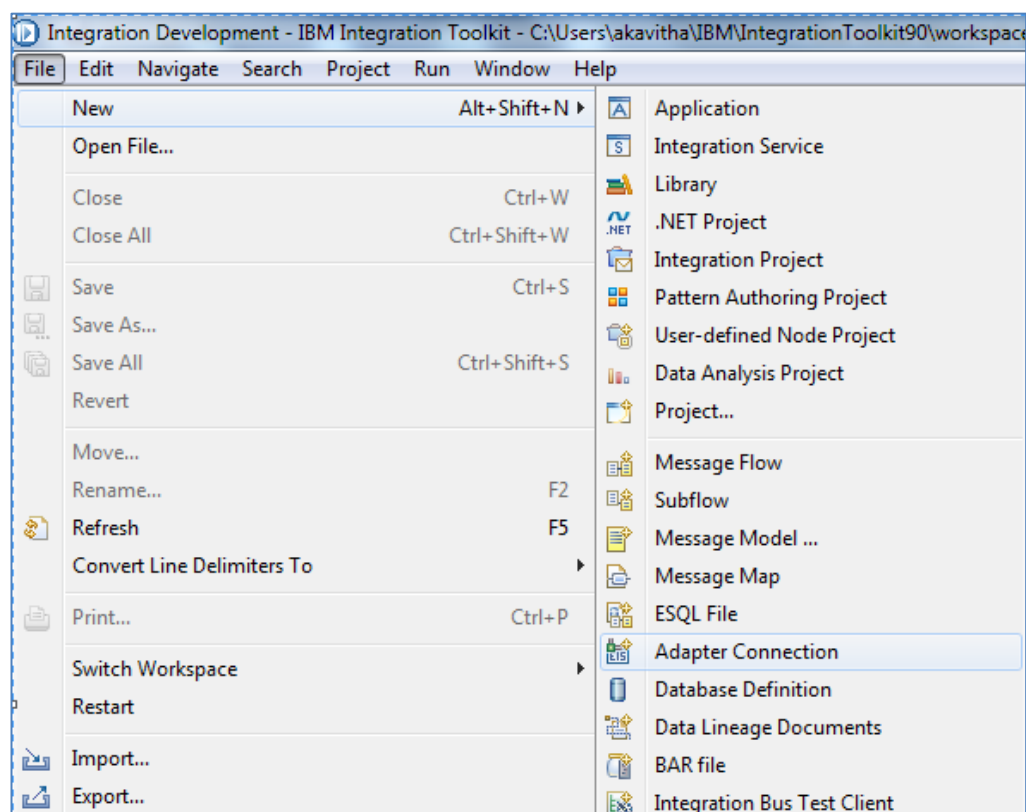 Integration Development - IBM Integration Toolkit - C:\Users\akavitha\IBM\IntegrationToolkit90\workspace
File Edit Navigate Search Project Run Window Help
New Alt+Shift+N
Open File...
Close Ctrl+W
Close All Ctrl+Shift+W
Save Ctrl+S
Save As...
Save All Ctrl+Shift+S
Revert
Move...
Rename... F2
Refresh F5
Convert Line Delimiters To
Print... Ctrl+P
Switch Workspace
Restart
Import...
Export...
A Application
S Integration Service
Library
.NET .NET Project
Integration Project
Pattern Authoring Project
User-defined Node Project
Data Analysis Project
Project...
Message Flow
Subflow
Message Model ...
Message Map
ESQL File
EIS Adapter Connection
Database Definition
Data Lineage Documents
BAR file
Integration Bus Test Client